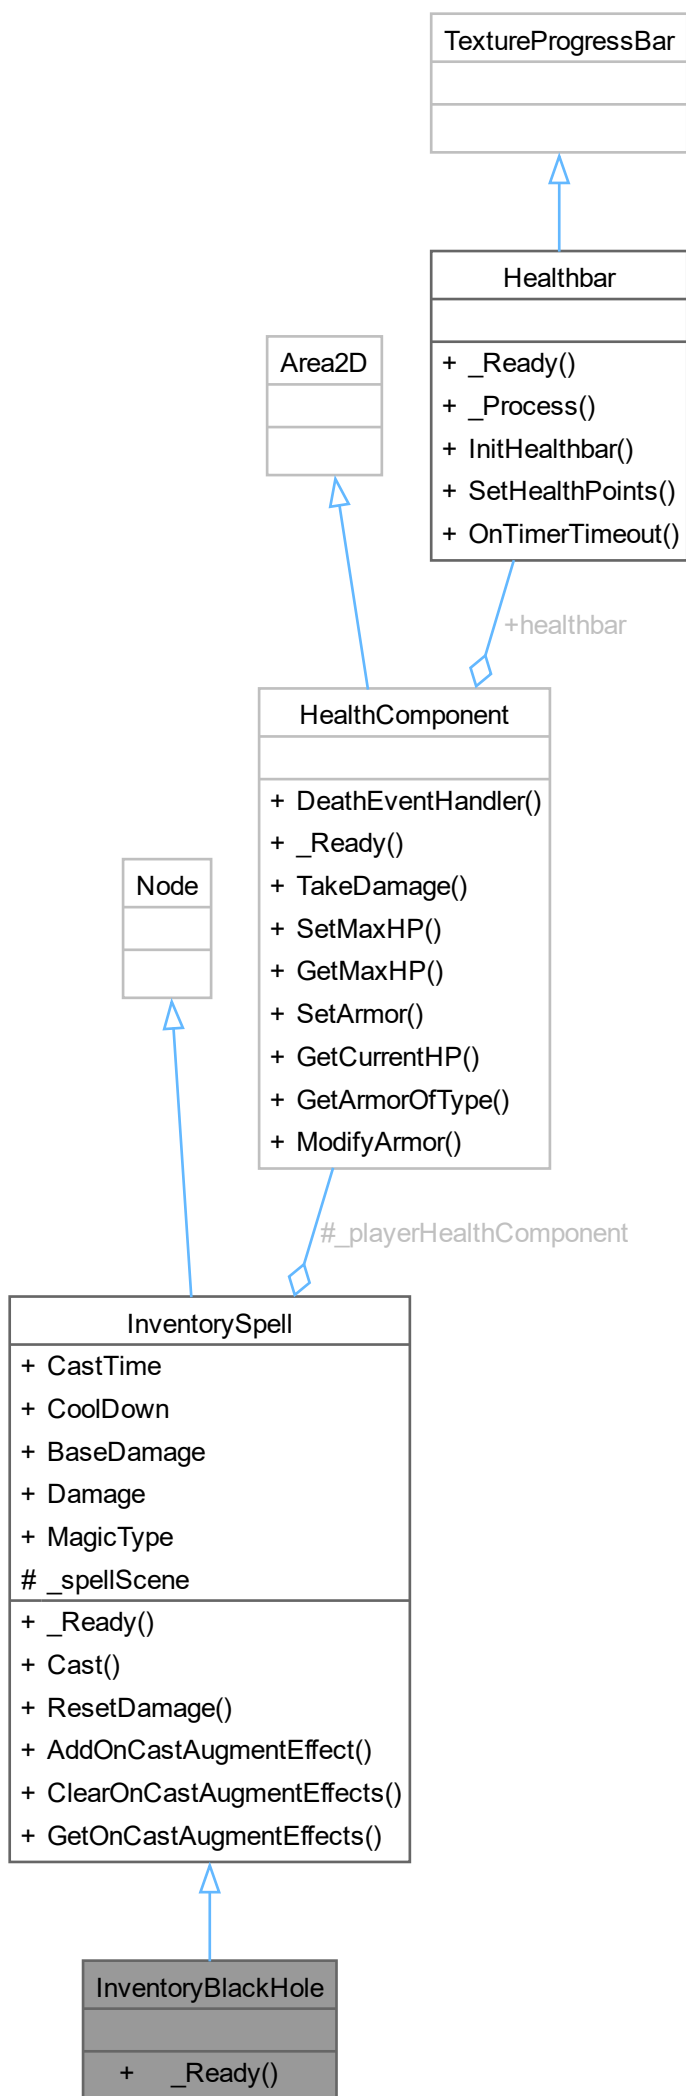 TextureProgressBar
Healthbar
+ _Ready()
+ _Process()
+ InitHealthbar()
+ SetHealthPoints()
+ OnTimerTimeout()
Area2D
+healthbar
HealthComponent
+ DeathEventHandler()
+ _Ready()
+ TakeDamage()
+ SetMaxHP()
+ GetMaxHP()
+ SetArmor()
+ GetCurrentHP()
+ GetArmorOfType()
+ ModifyArmor()
Node
#_playerHealthComponent
InventorySpell
+ CastTime
+ CoolDown
+ BaseDamage
+ Damage
+ MagicType
# _spellScene
+ _Ready()
+ Cast()
+ ResetDamage()
+ AddOnCastAugmentEffect()
+ ClearOnCastAugmentEffects()
+ GetOnCastAugmentEffects()
InventoryBlackHole
+ _Ready()